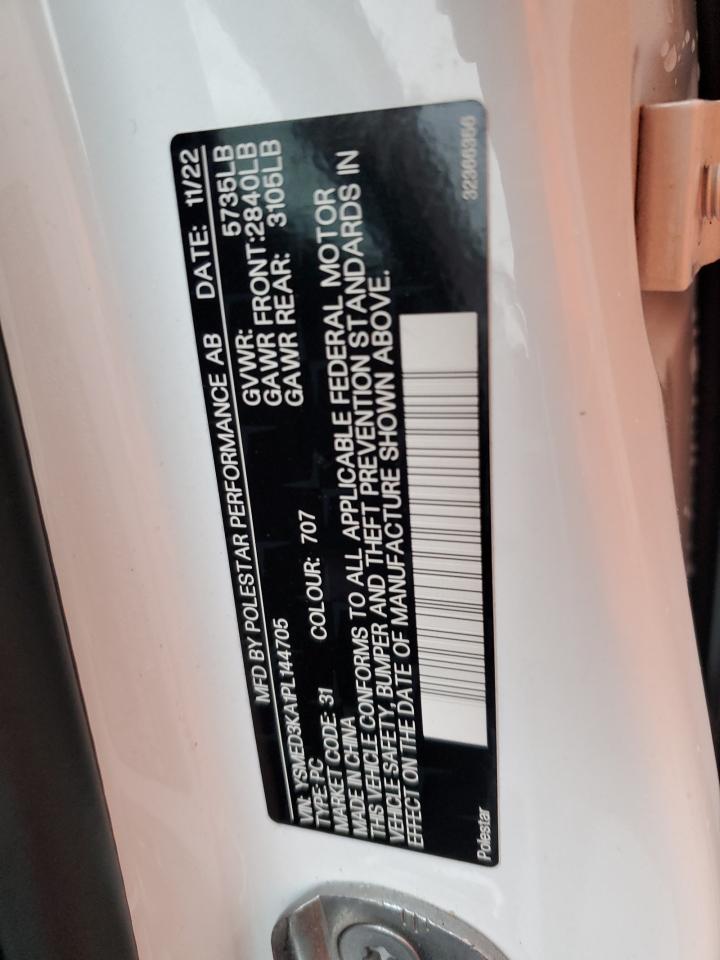 MFD BY POLESTAR PERFORMANCE AB DATE: 11/22
VIN: YSMED3KA1PL144705 GVWR: 5735LB
TYPE: PC GAWR FRONT:2840LB
MARKET CODE: 31 COLOUR: 707 GAWR REAR: 3105LB
MADE IN CHINA
THIS VEHICLE CONFORMS TO ALL APPLICABLE FEDERAL MOTOR
VEHICLE SAFETY, BUMPER AND THEFT PREVENTION STANDARDS IN
EFFECT ON THE DATE OF MANUFACTURE SHOWN ABOVE.
Polestar 32366366